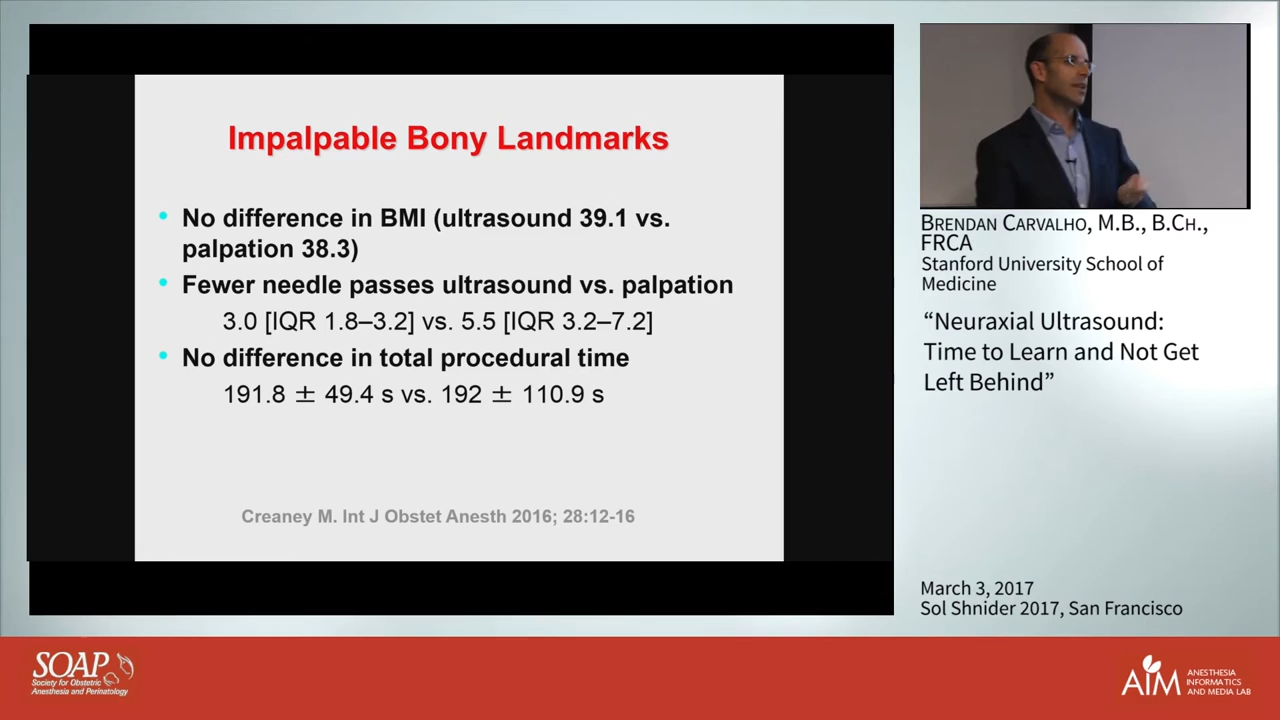 Impalpable Bony Landmarks
• No difference in BMI (ultrasound 39.1 vs.
palpation 38.3)
• Fewer needle passes ultrasound vs. palpation
3.0 [IQR 1.8–3.2] vs. 5.5 [IQR 3.2–7.2]
• No difference in total procedural time
191.8 ± 49.4 s vs. 192 ± 110.9 s
Creaney M. Int J Obstet Anesth 2016; 28:12-16
BRENDAN CARVALHO, M.B., B.CH.,
FRCA
Stanford University School of
Medicine
“Neuraxial Ultrasound:
Time to Learn and Not Get
Left Behind”
March 3, 2017
Sol Shnider 2017, San Francisco
SOAP
Society for Obstetric
Anesthesia and Perinatology
AIM
ANESTHESIA
INFORMATICS
AND MEDIA LAB